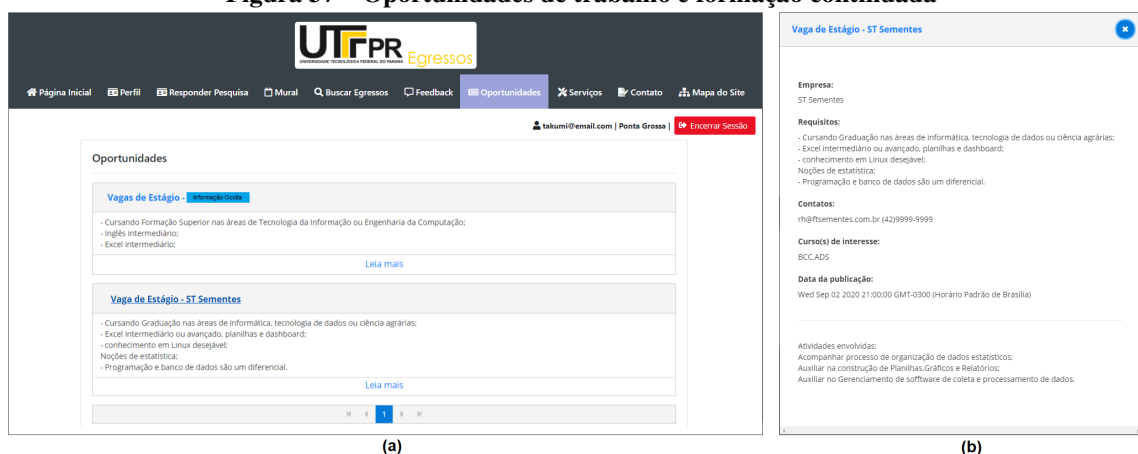 Figura 57 – Oportunidades de trabalho e formação continuada
UTFPR Egressos
UNIVERSIDADE TECNOLÓGICA FEDERAL DO PARANÁ
Página Inicial Perfil Responder Pesquisa Mural Buscar Egressos Feedback Oportunidades Serviços Contato Mapa do Site
takumi@email.com | Ponta Grossa | Encerrar Sessão
Oportunidades
Vagas de Estágio - Informação Oculta
- Cursando Formação Superior nas áreas de Tecnologia da Informação ou Engenharia da Computação;
- Inglês intermediário;
- Excel intermediário;
Leia mais
Vaga de Estágio - ST Sementes
- Cursando Graduação nas áreas de informática, tecnologia de dados ou ciência agrárias;
- Excel intermediário ou avançado, planilhas e dashboard;
- conhecimento em Linux desejável;
Noções de estatística;
- Programação e banco de dados são um diferencial.
Leia mais
1
(a)
Vaga de Estágio - ST Sementes
Empresa:
ST Sementes
Requisitos:
- Cursando Graduação nas áreas de informática, tecnologia de dados ou ciência agrárias;
- Excel intermediário ou avançado, planilhas e dashboard;
- conhecimento em Linux desejável;
Noções de estatística;
- Programação e banco de dados são um diferencial.
Contatos:
rh@ftsementes.com.br (42)9999-9999
Curso(s) de interesse:
BCC,ADS
Data da publicação:
Wed Sep 02 2020 21:00:00 GMT-0300 (Horário Padrão de Brasília)
Atividades envolvidas:
Acompanhar processo de organização de dados estatísticos;
Auxiliar na construção de Planilhas,Gráficos e Relatórios;
Auxiliar no Gerenciamento de sofftware de coleta e processamento de dados.
(b)